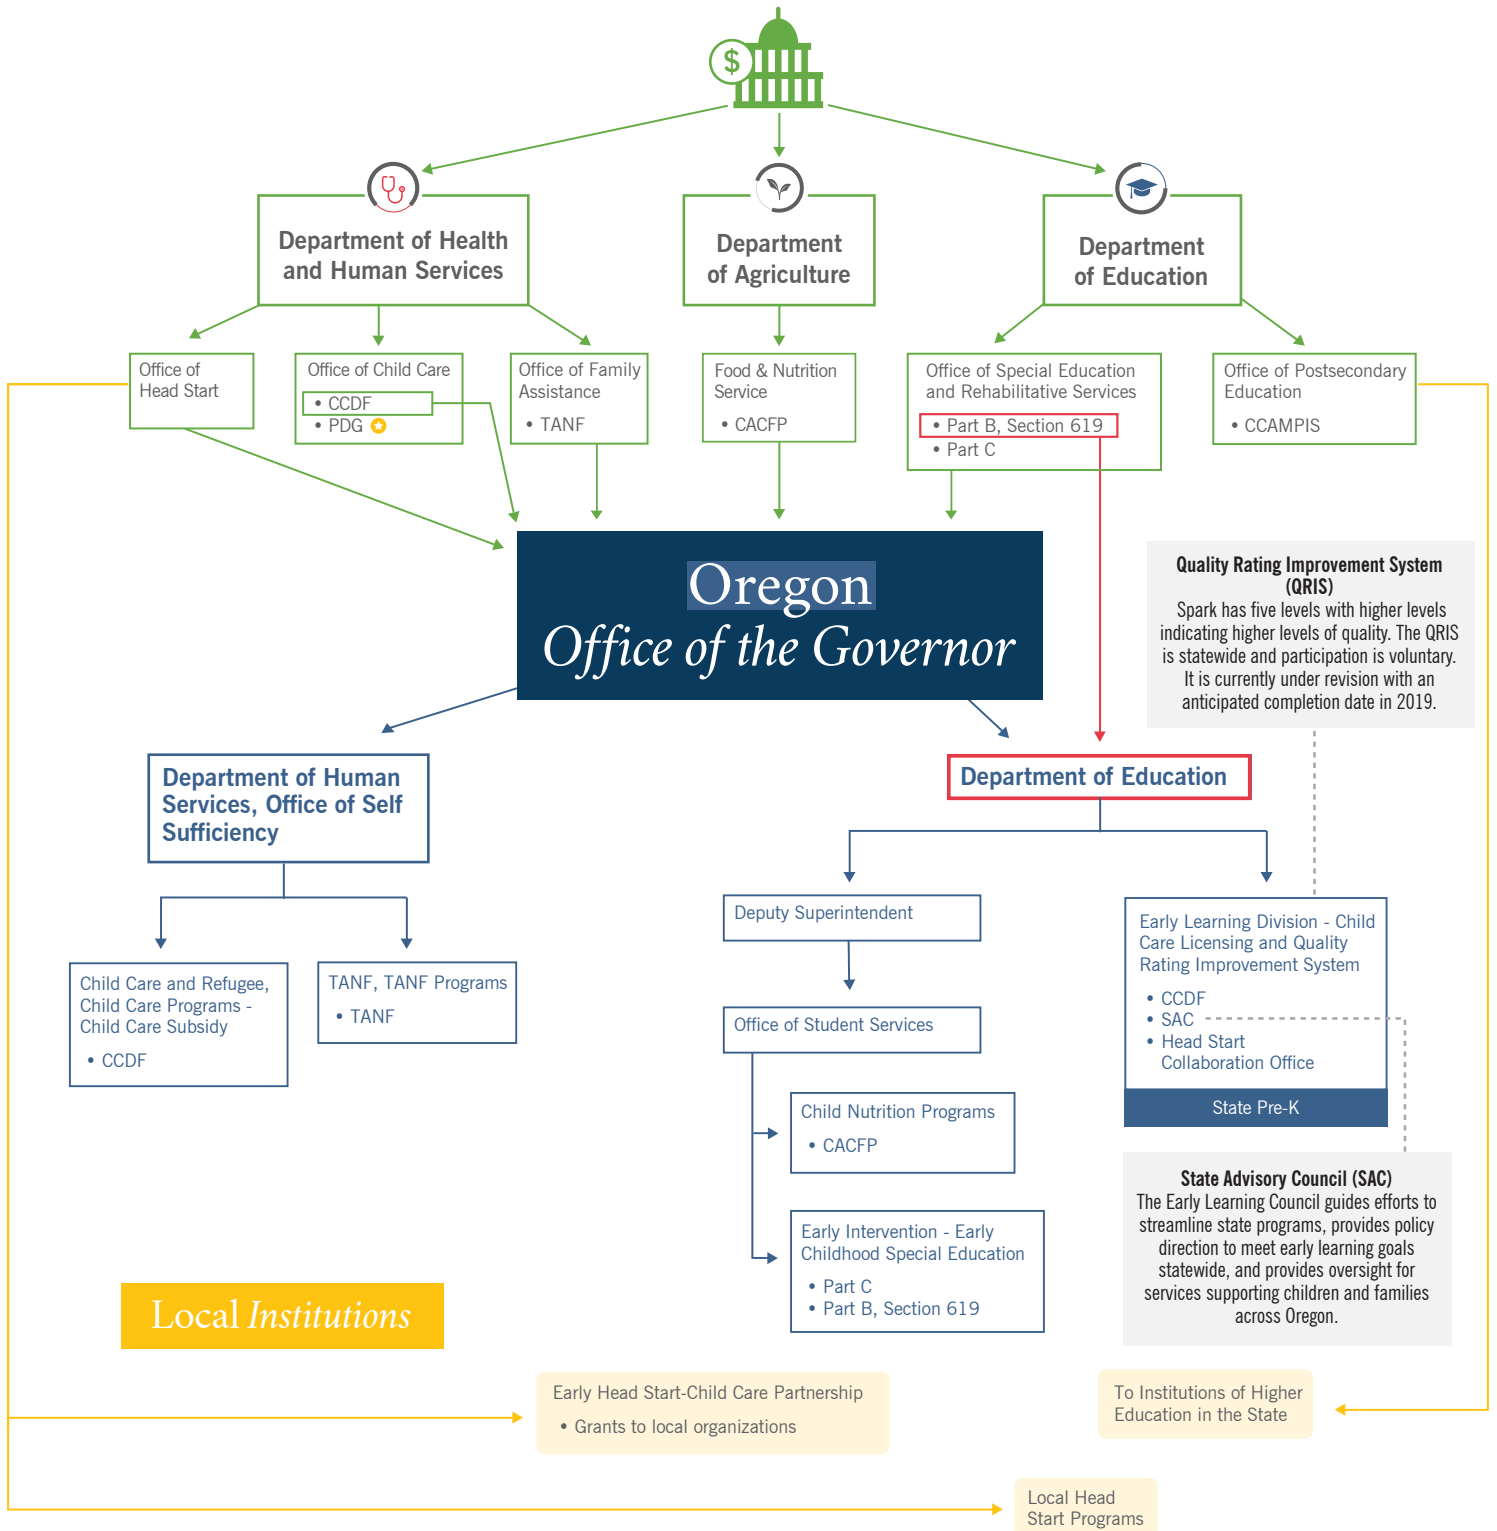 $
Department of Health
and Human Services
Department
of Agriculture
Department
of Education
Office of
Head Start
Office of Child Care
• CCDF
• PDG
Office of Family
Assistance
• TANF
Food & Nutrition
Service
• CACFP
Office of Special Education
and Rehabilitative Services
• Part B, Section 619
• Part C
Office of Postsecondary
Education
• CCAMPIS
Oregon
Office of the Governor
Quality Rating Improvement System
(QRIS)
Spark has five levels with higher levels
indicating higher levels of quality. The QRIS
is statewide and participation is voluntary.
It is currently under revision with an
anticipated completion date in 2019.
Department of Human
Services, Office of Self
Sufficiency
Department of Education
Child Care and Refugee,
Child Care Programs -
Child Care Subsidy
• CCDF
TANF, TANF Programs
• TANF
Deputy Superintendent
Office of Student Services
Child Nutrition Programs
• CACFP
Early Intervention - Early
Childhood Special Education
• Part C
• Part B, Section 619
Early Learning Division - Child
Care Licensing and Quality
Rating Improvement System
• CCDF
• SAC
• Head Start
Collaboration Office
State Pre-K
State Advisory Council (SAC)
The Early Learning Council guides efforts to
streamline state programs, provides policy
direction to meet early learning goals
statewide, and provides oversight for
services supporting children and families
across Oregon.
Local Institutions
Early Head Start-Child Care Partnership
• Grants to local organizations
To Institutions of Higher
Education in the State
Local Head
Start Programs